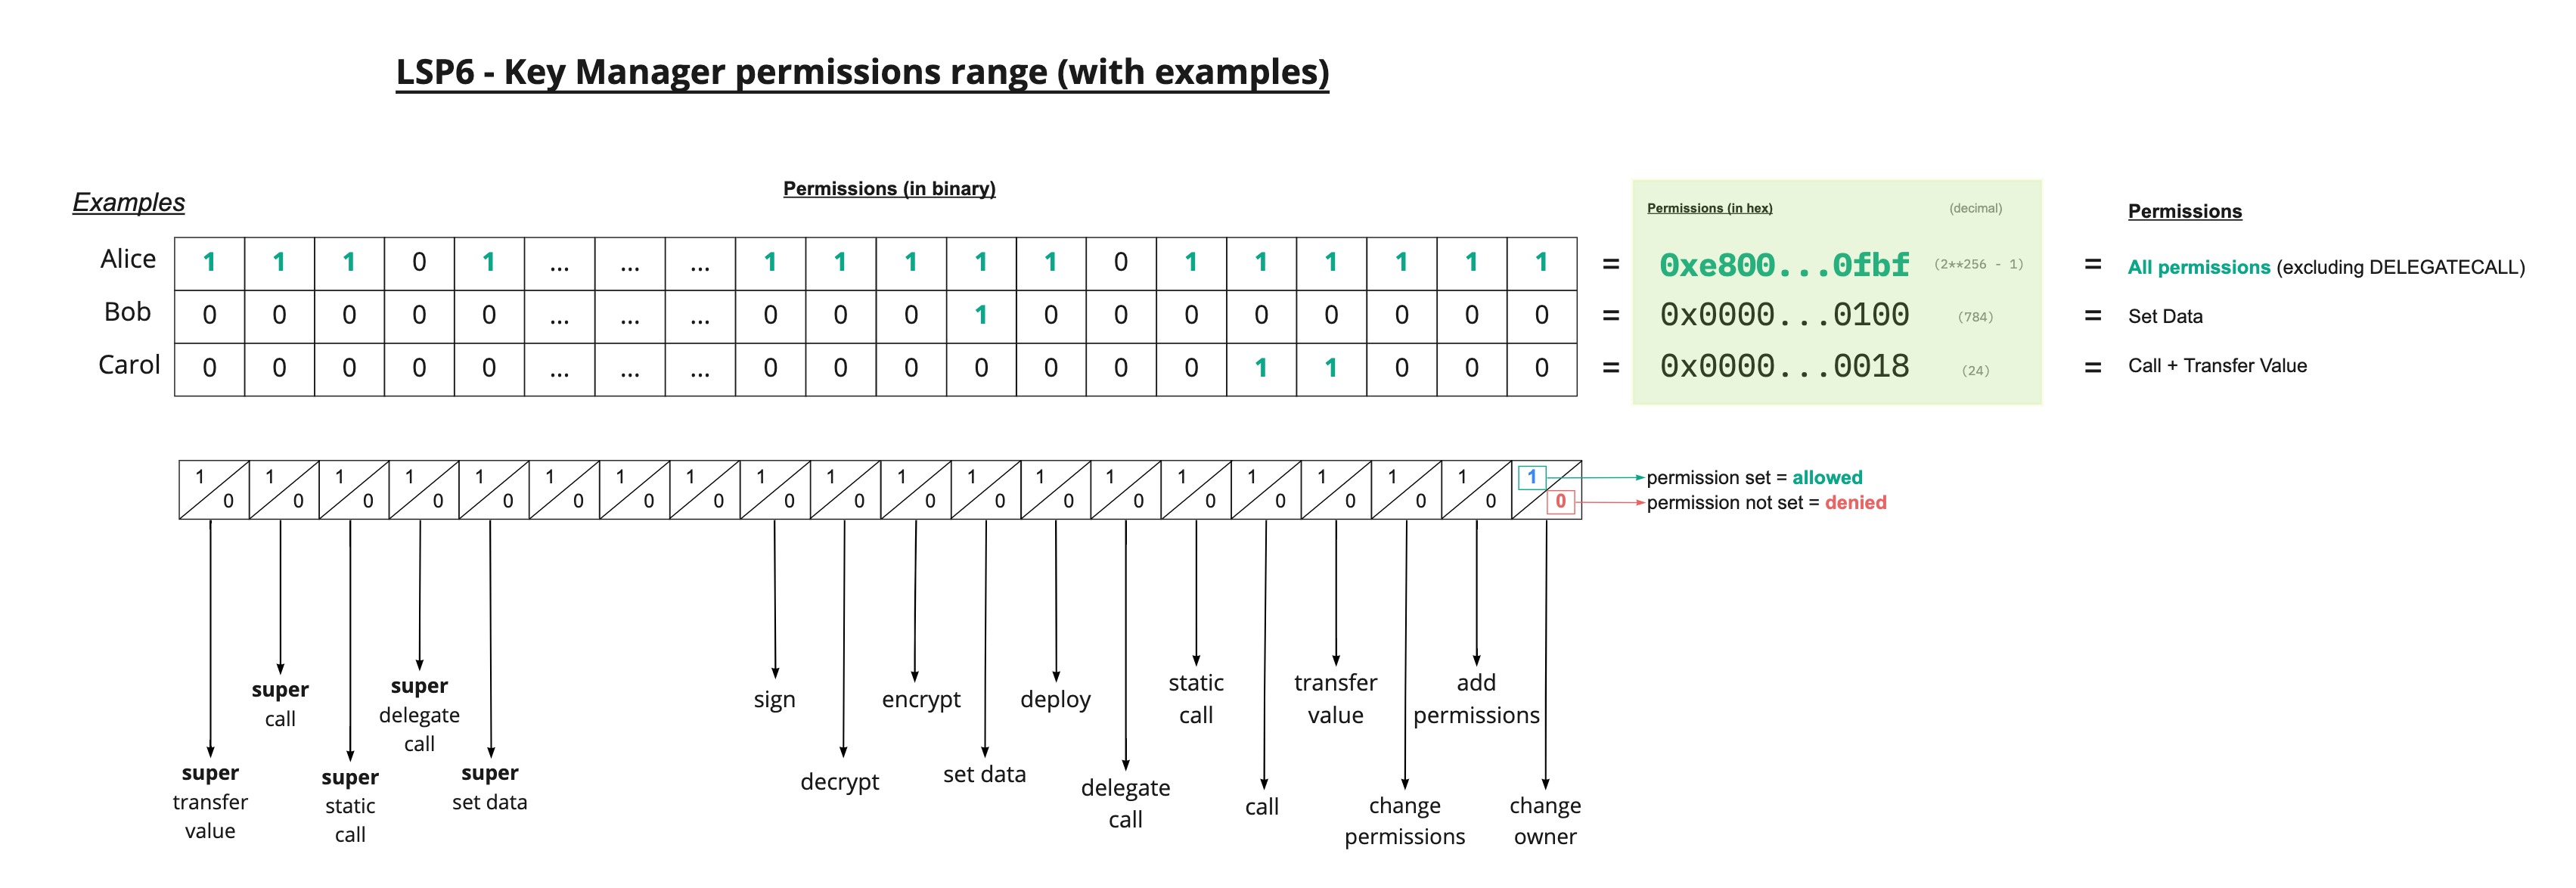 LSP6 - Key Manager permissions range (with examples)
Examples
Permissions (in binary)
Permissions (in hex) (decimal)
Permissions
Alice 1 1 1 0 1 ... ... ... 1 1 1 1 1 0 1 1 1 1 1 1 = 0xe800...0fbf (2**256 - 1) = All permissions (excluding DELEGATECALL)
Bob 0 0 0 0 0 ... ... ... 0 0 0 1 0 0 0 0 0 0 0 0 = 0x0000...0100 (784) = Set Data
Carol 0 0 0 0 0 ... ... ... 0 0 0 0 0 0 0 1 1 0 0 0 = 0x0000...0018 (24) = Call + Transfer Value
1 1 1 1 1 1 1 1 1 1 1 1 1 1 1 1 1 1 1 1 permission set = allowed
0 0 0 0 0 0 0 0 0 0 0 0 0 0 0 0 0 0 0 0 permission not set = denied
super
transfer
value
super
call
super
static
call
super
delegate
call
super
set data
sign
decrypt
encrypt
set data
deploy
delegate
call
static
call
call
transfer
value
change
permissions
add
permissions
change
owner